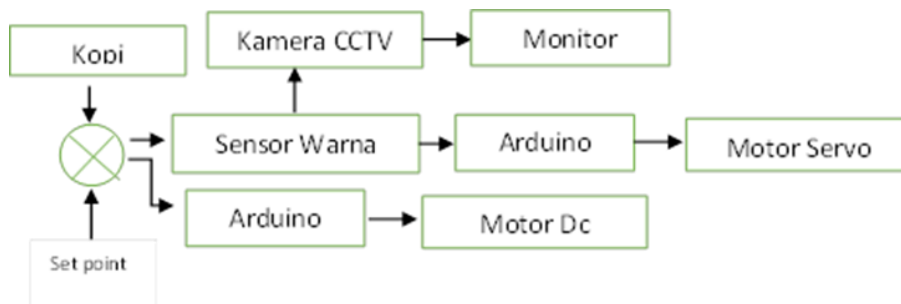 Kopi
Kamera CCTV
Monitor
Sensor Warna
Arduino
Motor Servo
Arduino
Motor Dc
Set point